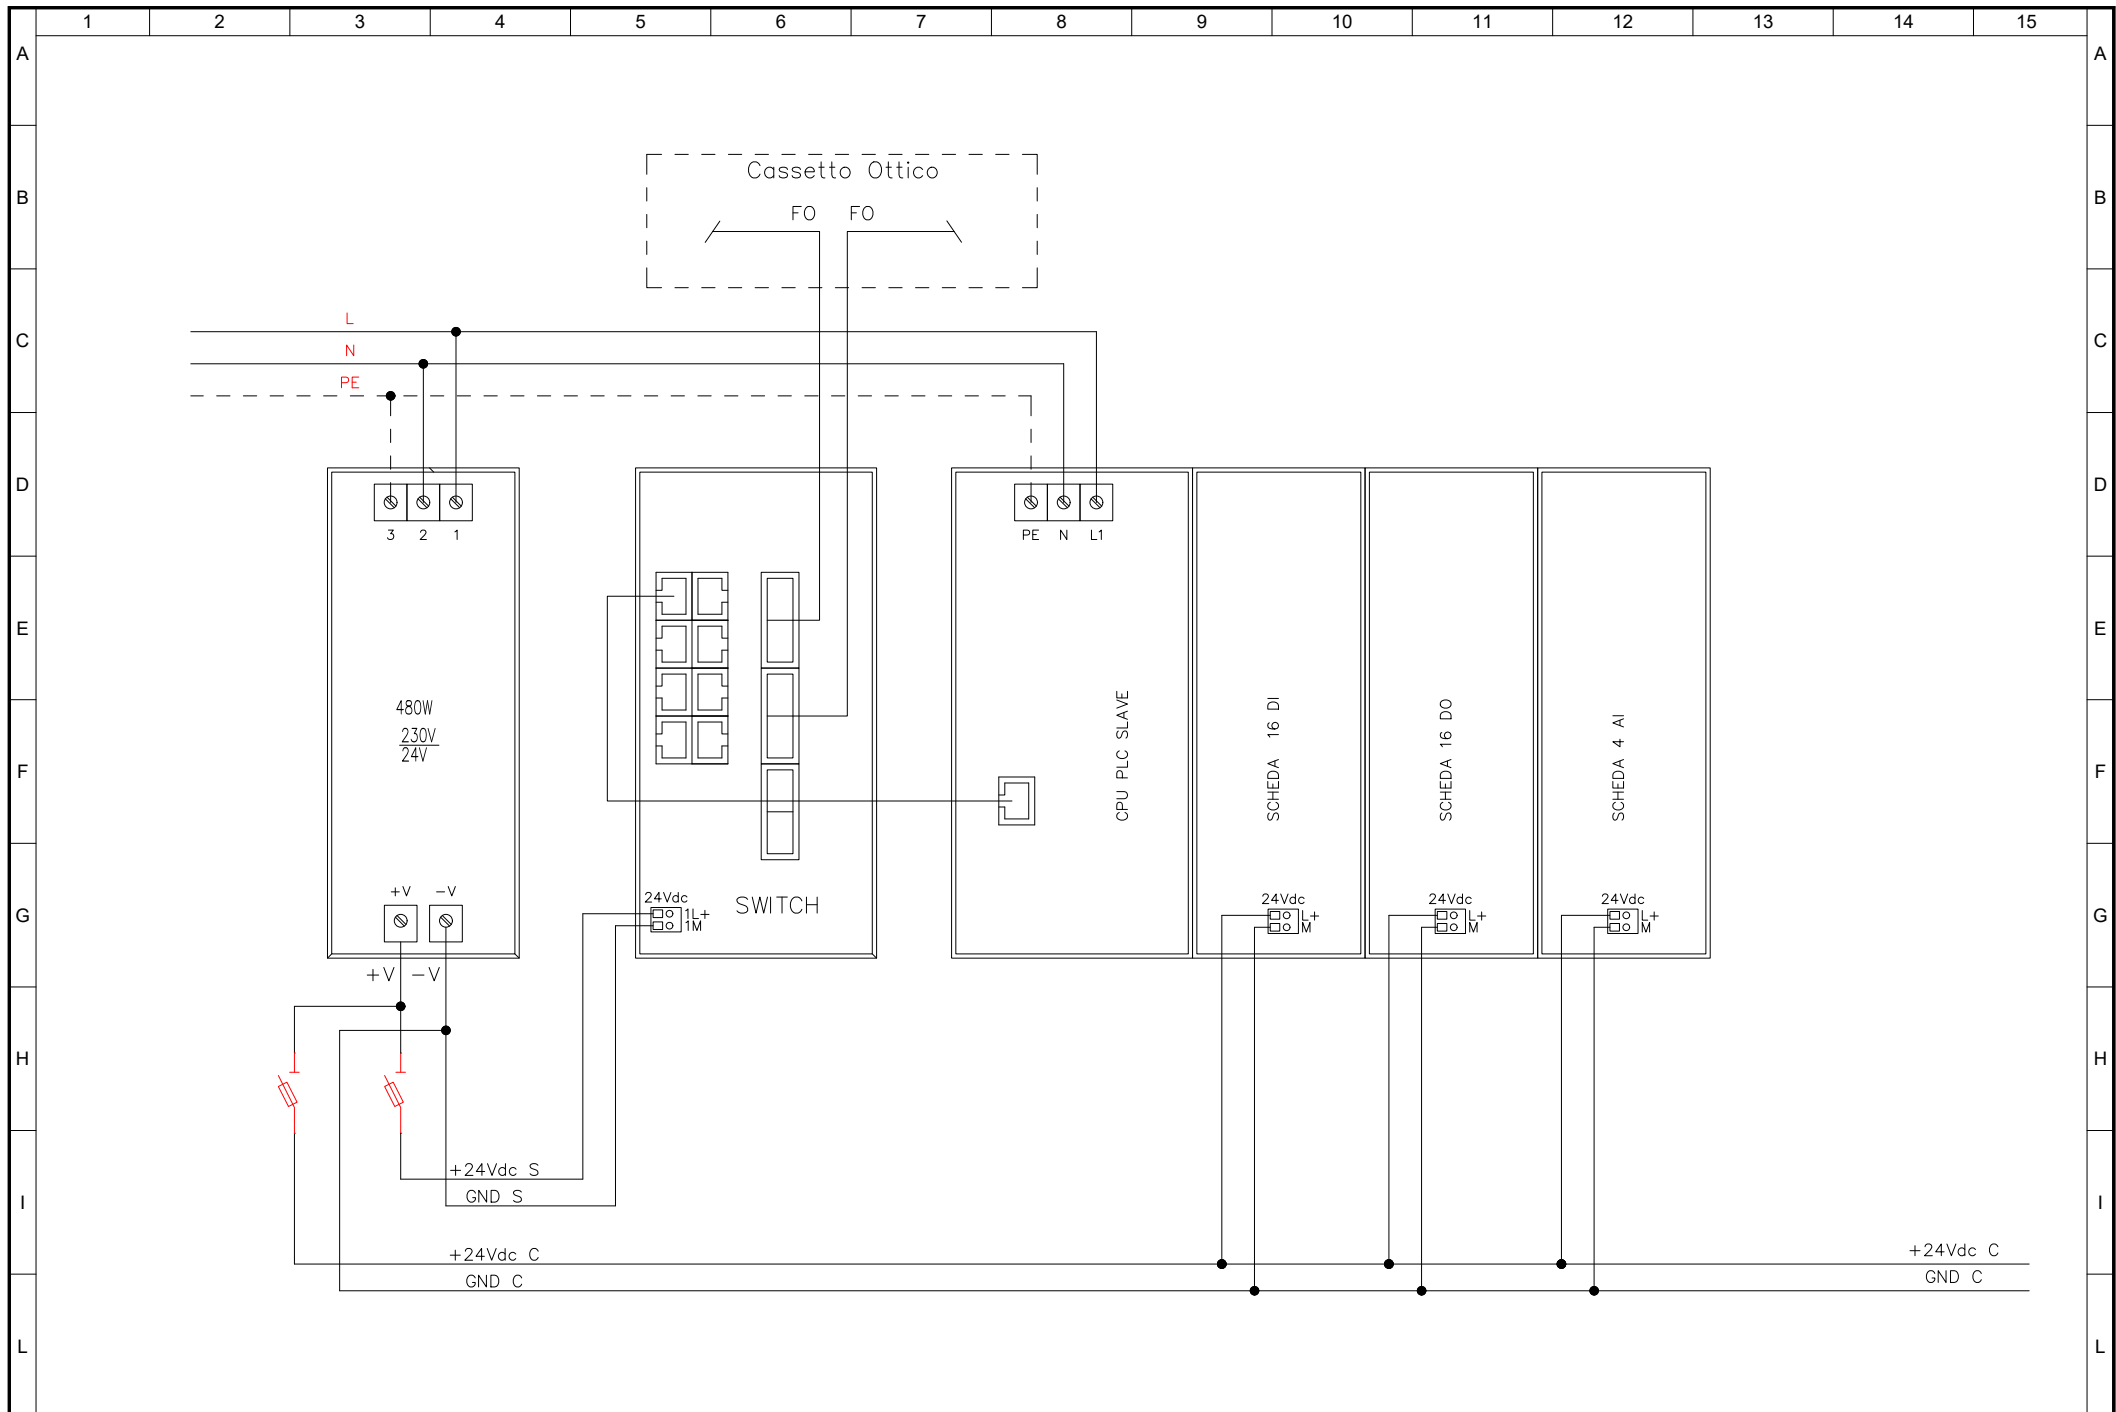 1 2 3 4 5 6 7 8 9 10 11 12 13 14 15
A A
B B
Cassetto Ottico
FO FO
L
C C
N
PE
D D
3 2 1
PE N L1
E E
480W
230V
24V
CPU PLC SLAVE
SCHEDA 16 DI
SCHEDA 16 DO
SCHEDA 4 AI
F F
+V -V
24Vdc
1L+
1M
SWITCH
24Vdc
L+
M
24Vdc
L+
M
24Vdc
L+
M
G G
+V -V
H H
+24Vdc S
GND S
I I
+24Vdc C
GND C
+24Vdc C
GND C
L L